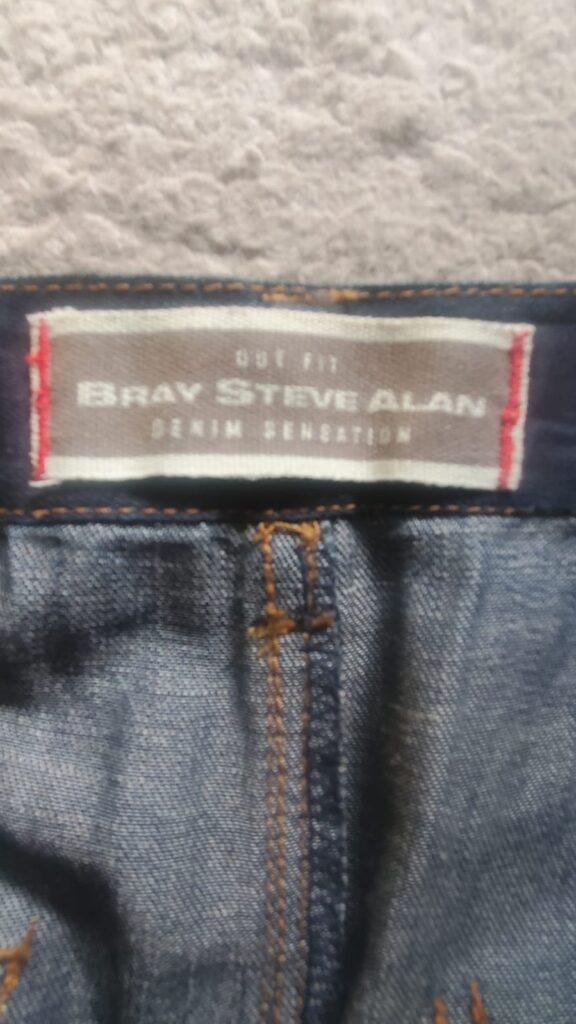 OUT FIT
BRAY STEVE ALAN
DENIM SENSATION